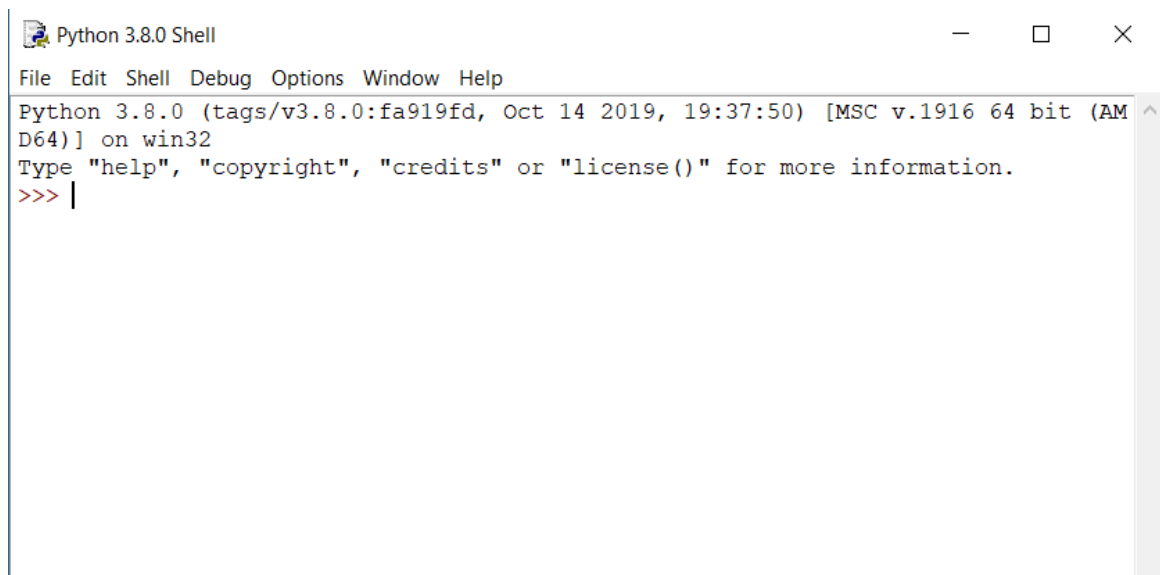 Python 3.8.0 Shell
File Edit Shell Debug Options Window Help
Python 3.8.0 (tags/v3.8.0:fa919fd, Oct 14 2019, 19:37:50) [MSC v.1916 64 bit (AM
D64)] on win32
Type "help", "copyright", "credits" or "license()" for more information.
>>>